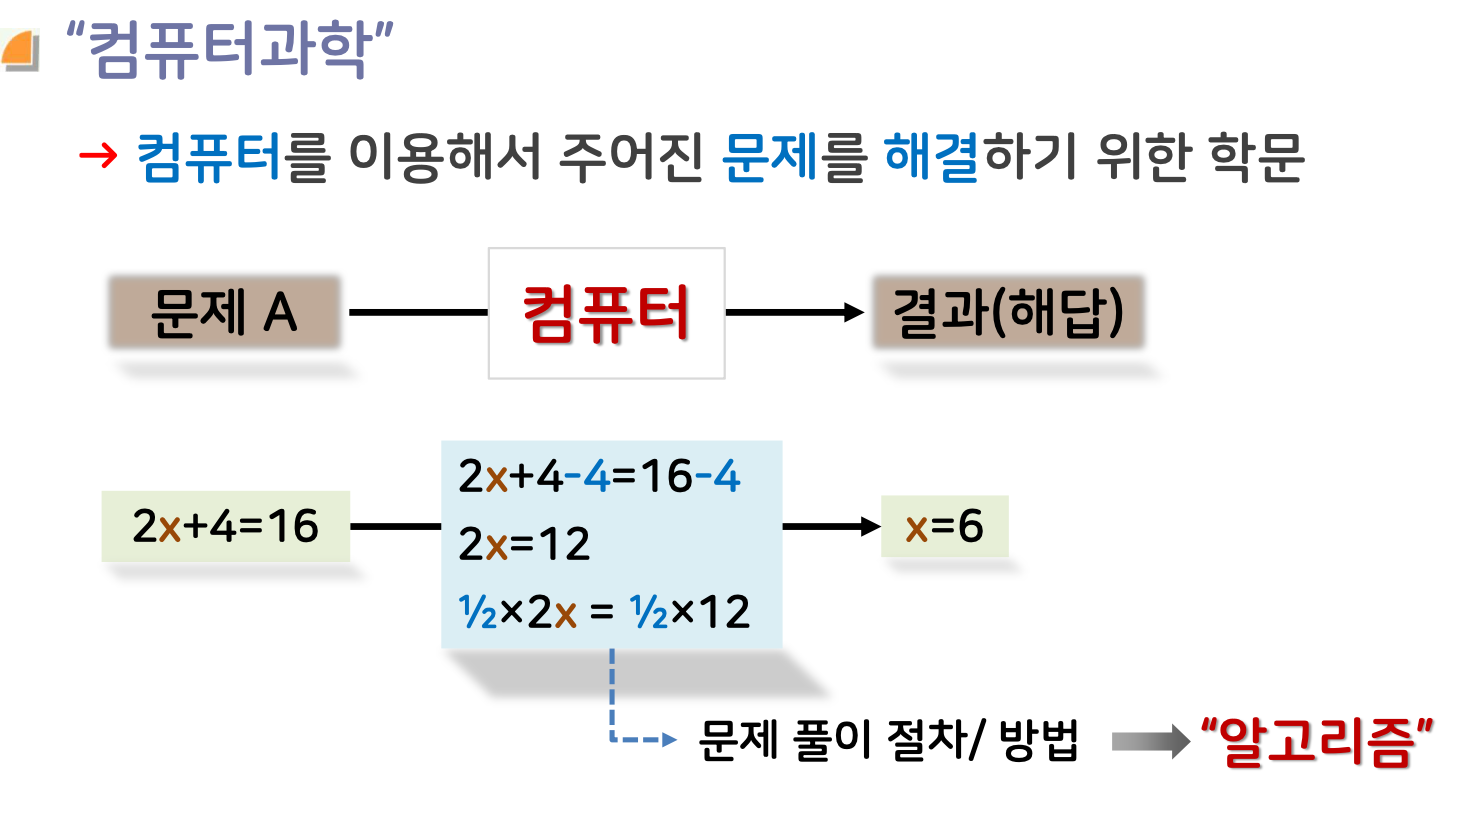 “컴퓨터과학”
→ 컴퓨터를 이용해서 주어진 문제를 해결하기 위한 학문
문제 A
컴퓨터
결과(해답)
2x+4=16
2x+4-4=16-4
2x=12
½×2x = ½×12
x=6
문제 풀이 절차/ 방법
“알고리즘”